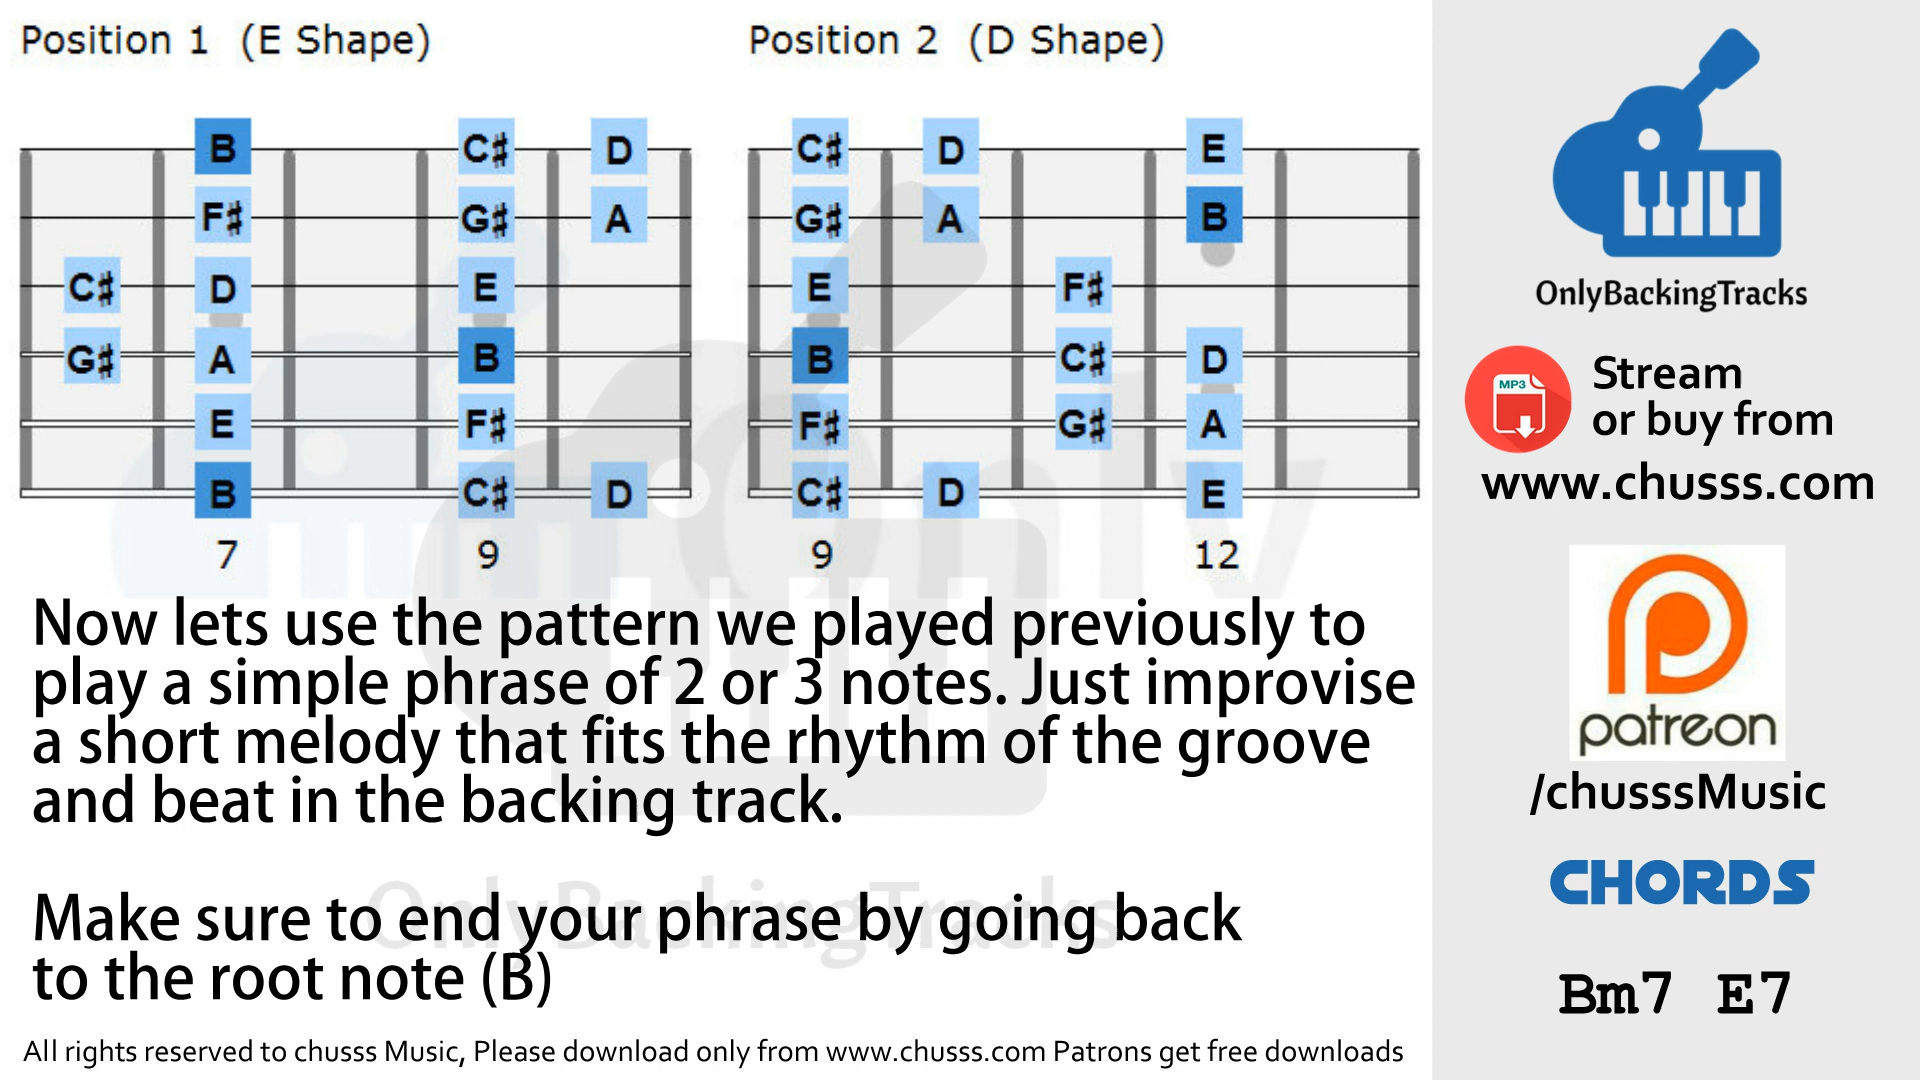 Position 1 (E Shape)
B C♯ D
F♯ G♯ A
C♯ D E
G♯ A B
E F♯
B C♯ D
7 9
Position 2 (D Shape)
C♯ D E
G♯ A B
E F♯
B C♯ D
F♯ G♯ A
C♯ D E
9 12
Now lets use the pattern we played previously to
play a simple phrase of 2 or 3 notes. Just improvise
a short melody that fits the rhythm of the groove
and beat in the backing track.
Make sure to end your phrase by going back
to the root note (B)
All rights reserved to chusss Music, Please download only from www.chusss.com Patrons get free downloads
Only
OnlyBackingTracks
OnlyBackingTracks
MP3
Stream
or buy from
www.chusss.com
patreon
/chusssMusic
CHORDS
Bm7 E7